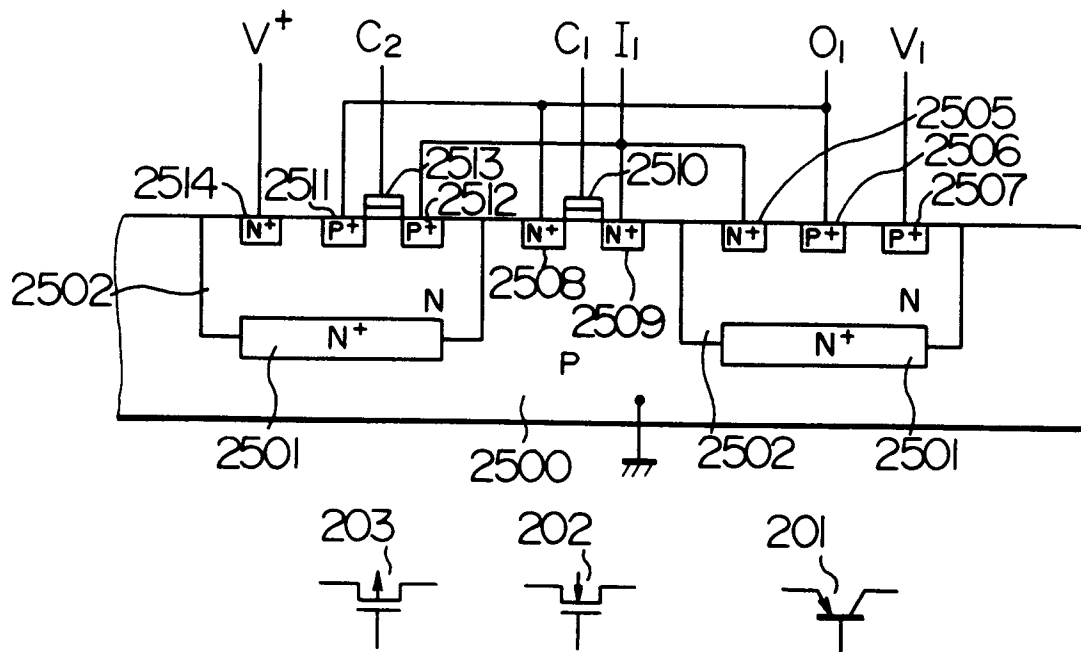 V+ C2 C1 I1 O1 V1
2505
2513 2510 2506
2514 2511 2512 2507
N+ P+ P+ N+ N+ N+ P+ P+
2502 2508
N 2509 N
N+ P N+
2501 2500 2502 2501
203 202 201